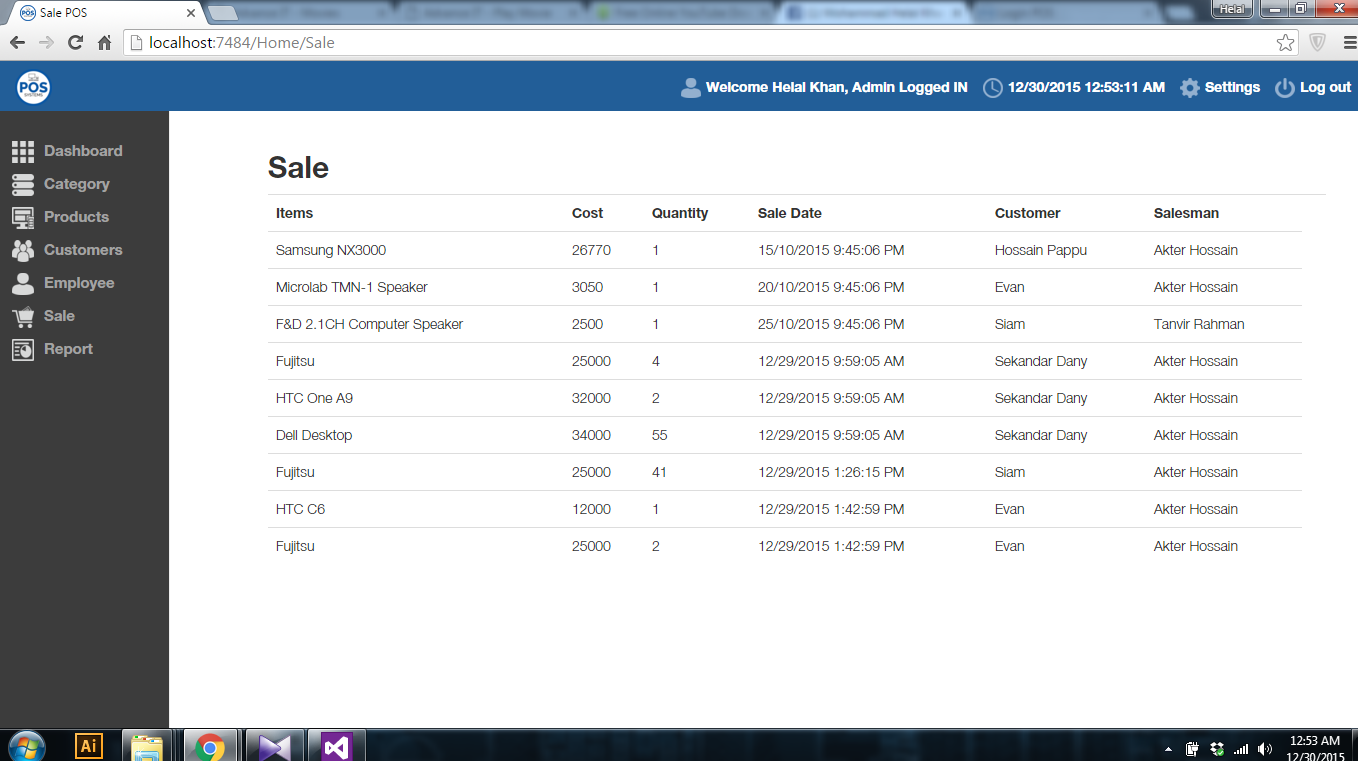 Sale POS
Helal
localhost:7484/Home/Sale
POS
SYSTEMS
Welcome Helal Khan, Admin Logged IN
12/30/2015 12:53:11 AM
Settings
Log out
Dashboard
Category
Products
Customers
Employee
Sale
Report
Sale
Items Cost Quantity Sale Date Customer Salesman
Samsung NX3000 26770 1 15/10/2015 9:45:06 PM Hossain Pappu Akter Hossain
Microlab TMN-1 Speaker 3050 1 20/10/2015 9:45:06 PM Evan Akter Hossain
F&D 2.1CH Computer Speaker 2500 1 25/10/2015 9:45:06 PM Siam Tanvir Rahman
Fujitsu 25000 4 12/29/2015 9:59:05 AM Sekandar Dany Akter Hossain
HTC One A9 32000 2 12/29/2015 9:59:05 AM Sekandar Dany Akter Hossain
Dell Desktop 34000 55 12/29/2015 9:59:05 AM Sekandar Dany Akter Hossain
Fujitsu 25000 41 12/29/2015 1:26:15 PM Siam Akter Hossain
HTC C6 12000 1 12/29/2015 1:42:59 PM Evan Akter Hossain
Fujitsu 25000 2 12/29/2015 1:42:59 PM Evan Akter Hossain
Ai
12:53 AM
12/30/2015